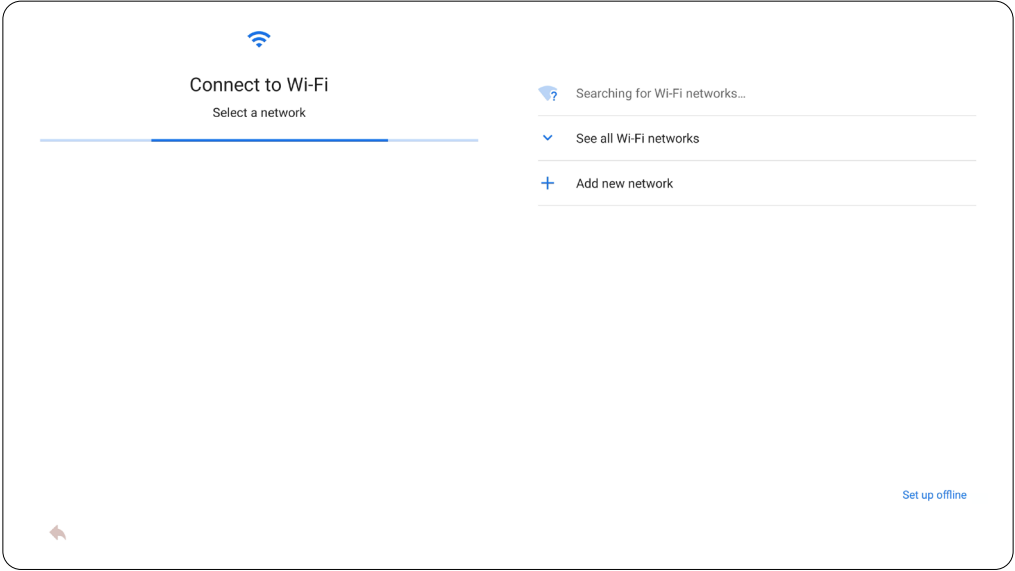 Connect to Wi-Fi
Select a network
Searching for Wi-Fi networks...
See all Wi-Fi networks
Add new network
Set up offline